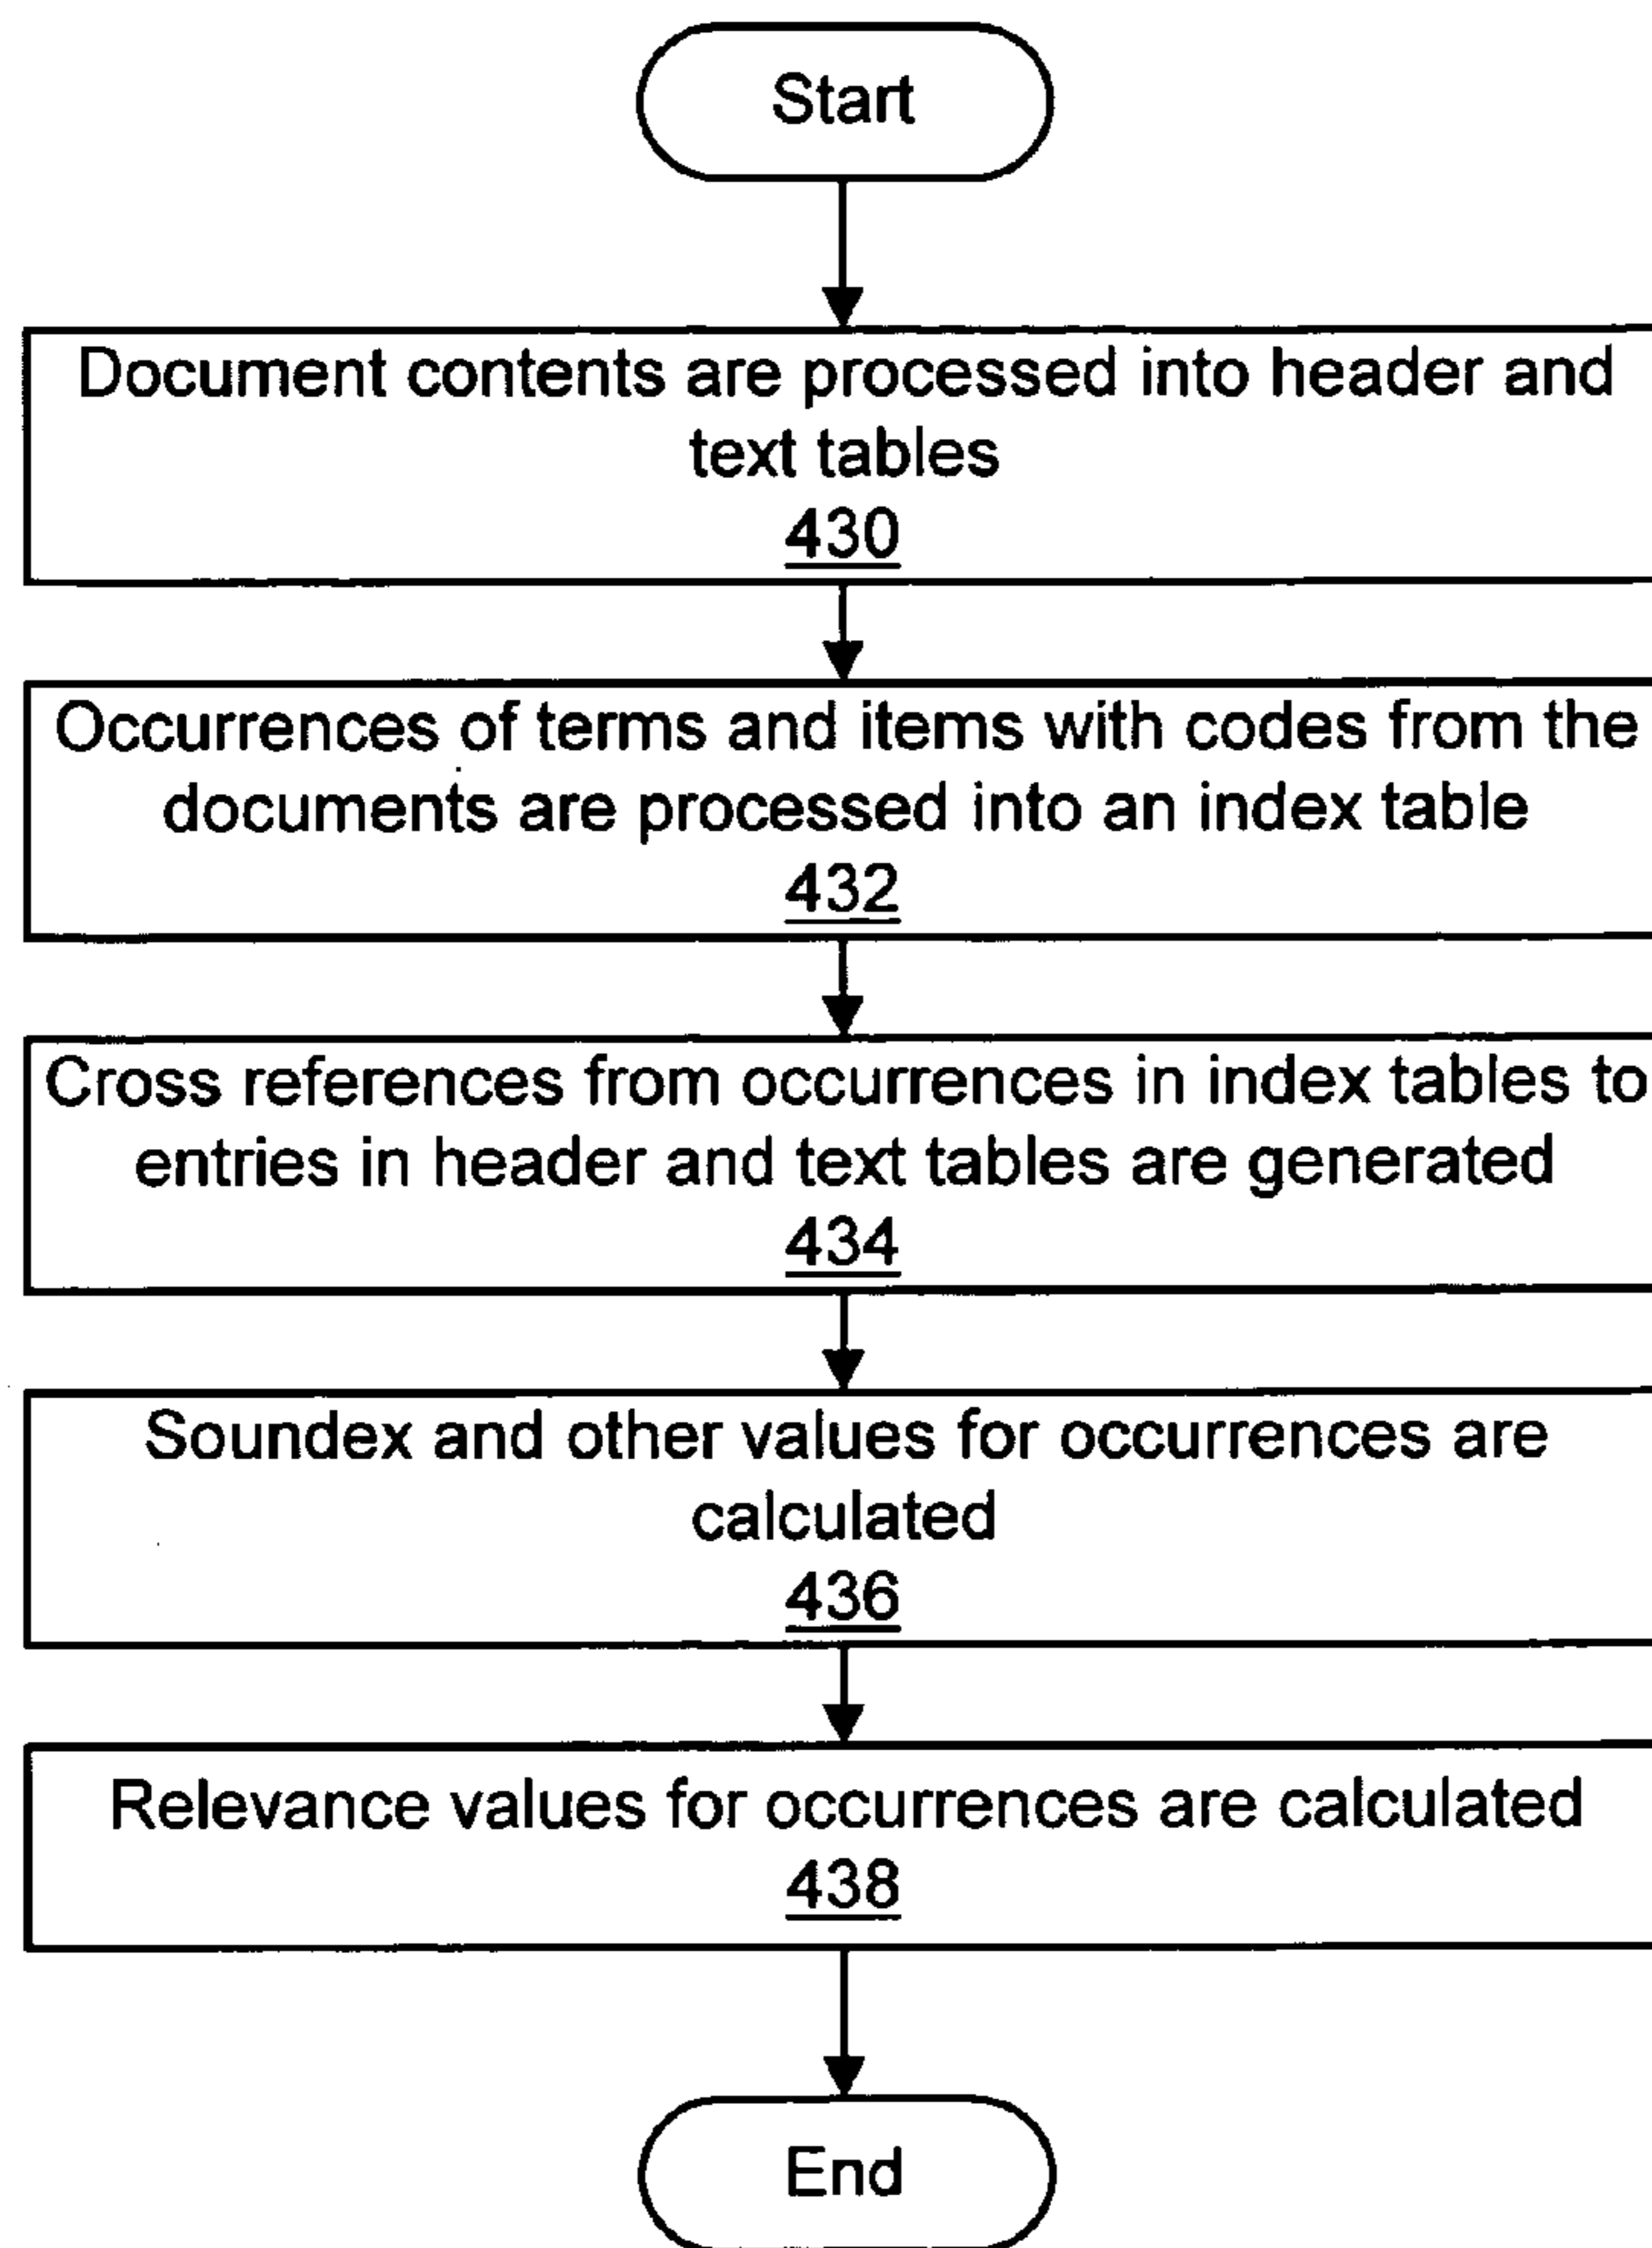 Start
Document contents are processed into header and
text tables
430
Occurrences of terms and items with codes from the
documents are processed into an index table
432
Cross references from occurrences in index tables to
entries in header and text tables are generated
434
Soundex and other values for occurrences are
calculated
436
Relevance values for occurrences are calculated
438
End